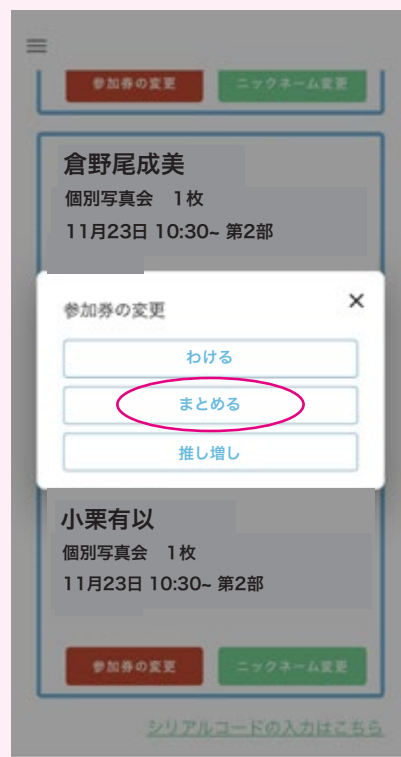 参加券の変更 ニックネーム変更
倉野尾成美
個別写真会 1枚
11月23日 10:30~ 第2部
参加券の変更 ×
わける
まとめる
推し増し
小栗有以
個別写真会 1枚
11月23日 10:30~ 第2部
参加券の変更 ニックネーム変更
シリアルコードの入力はこちら